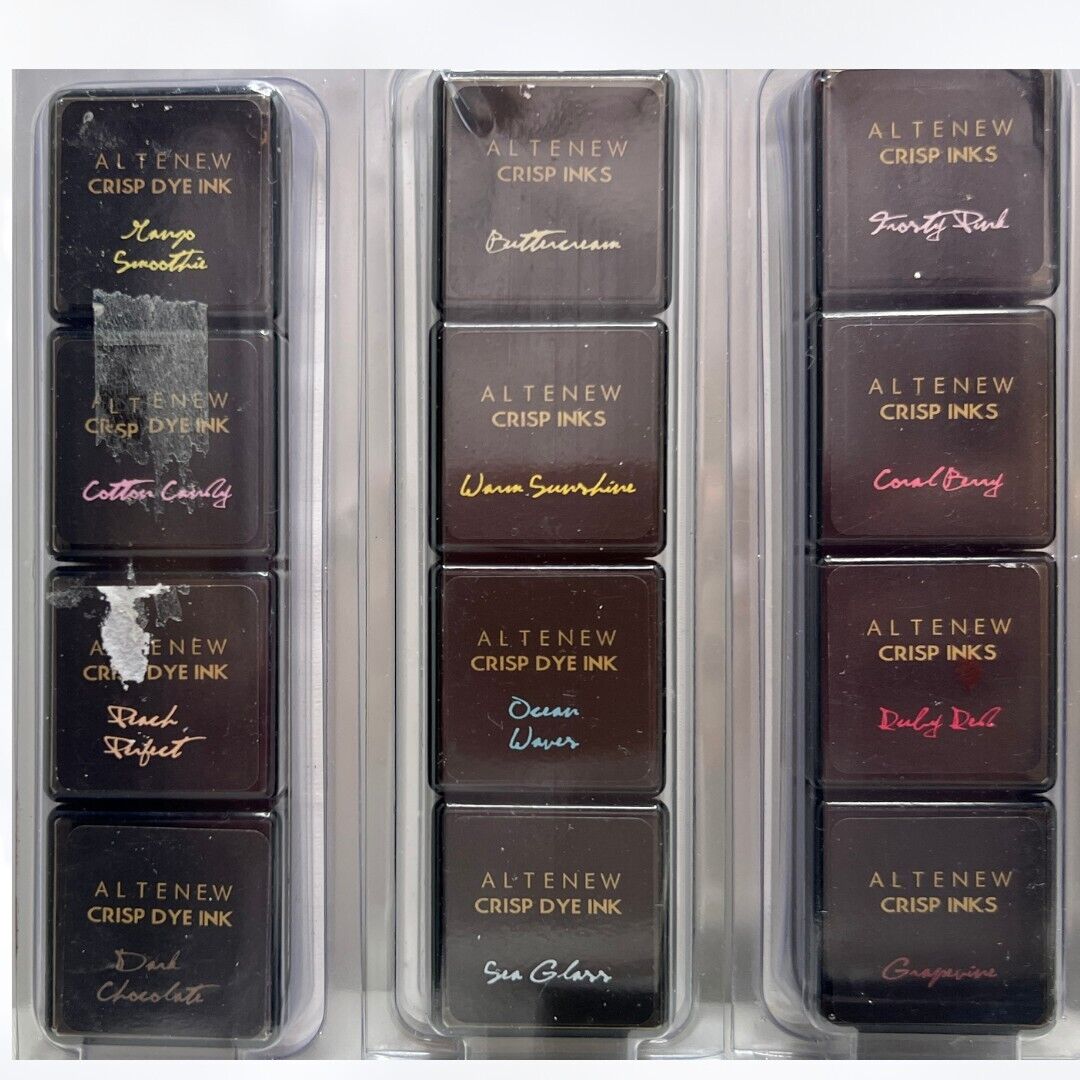 ALTENEW
CRISP DYE INK
Mango
Smoothie
ALTENEW
CRISP DYE INK
Cotton Candy
ALTENEW
CRISP DYE INK
Peach
Perfect
ALTENEW
CRISP DYE INK
Dark
Chocolate
ALTENEW
CRISP INKS
Buttercream
ALTENEW
CRISP INKS
Warm Sunshine
ALTENEW
CRISP DYE INK
Ocean
Waves
ALTENEW
CRISP DYE INK
Sea Glass
ALTENEW
CRISP INKS
Frosty Pink
ALTENEW
CRISP INKS
Coral Berry
ALTENEW
CRISP INKS
Ruby Red
ALTENEW
CRISP INKS
Grapevine